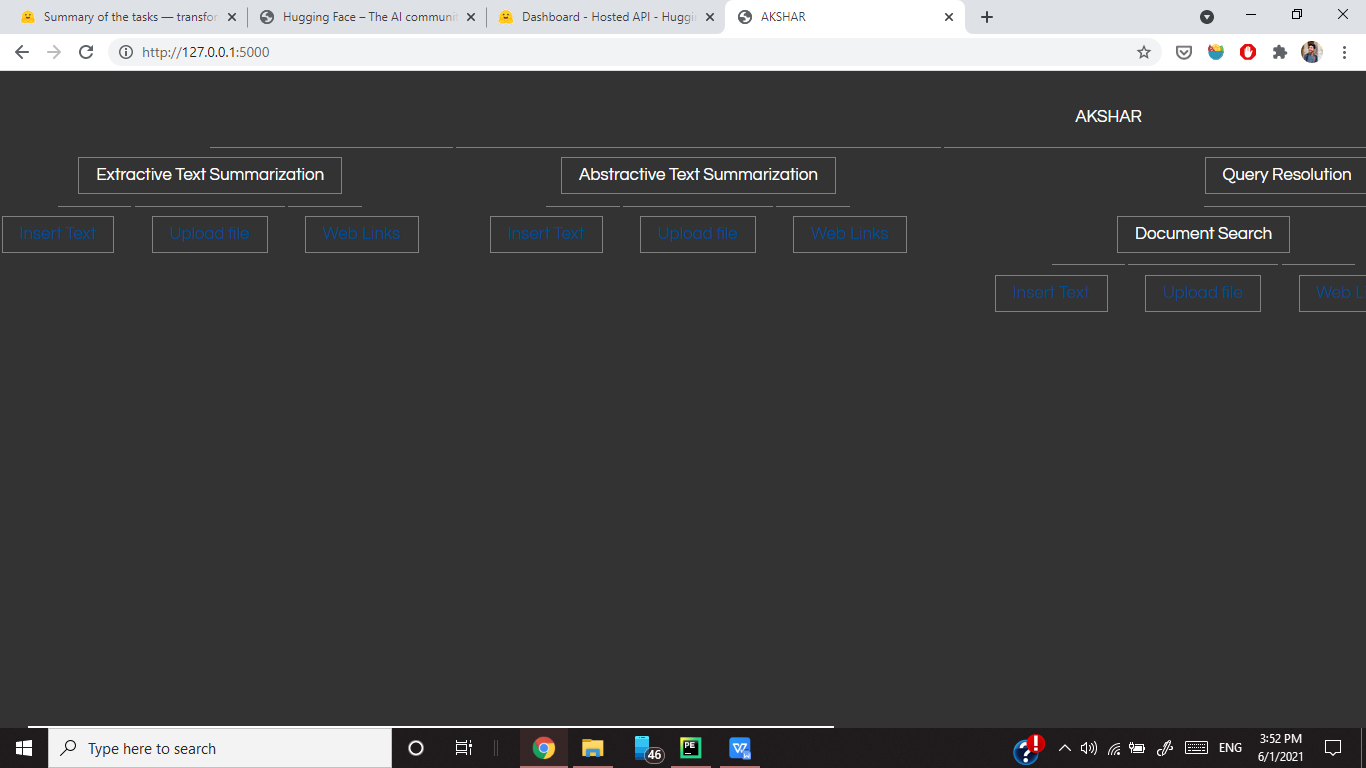 Summary of the tasks — transfor
Hugging Face – The AI communit
Dashboard - Hosted API - Huggi
AKSHAR
http://127.0.0.1:5000
AKSHAR
Extractive Text Summarization
Abstractive Text Summarization
Query Resolution
Insert Text
Upload file
Web Links
Insert Text
Upload file
Web Links
Document Search
Insert Text
Upload file
Web L
Type here to search
46
PE
W
ENG
3:52 PM
6/1/2021